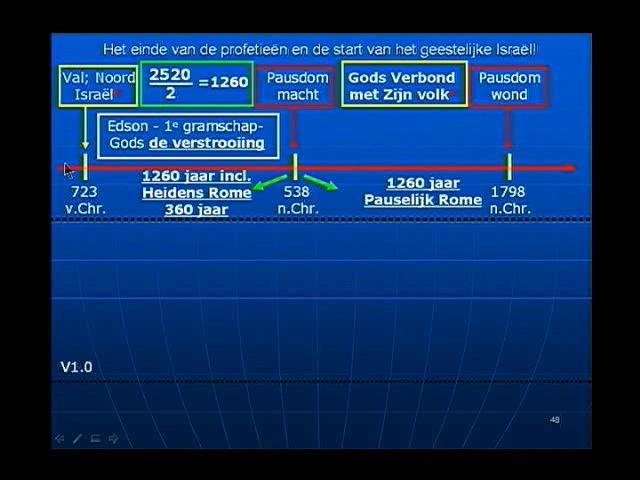 Het einde van de profetieën en de start van het geestelijke Israël!
Val; Noord
Israël
2520
2
=1260
Pausdom
macht
Gods Verbond
met Zijn volk
Pausdom
wond
Edson - 1e gramschap-
Gods de verstrooiing
1260 jaar incl.
Heidens Rome
360 jaar
1260 jaar
Pauselijk Rome
723
v.Chr.
538
n.Chr.
1798
n.Chr.
V1.0
48